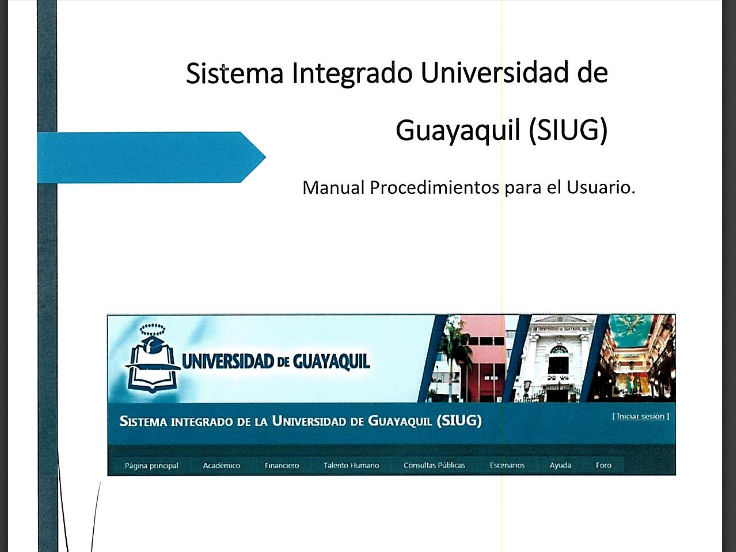 Sistema Integrado Universidad de
Guayaquil (SIUG)
Manual Procedimientos para el Usuario.
UNIVERSIDAD DE GUAYAQUIL
SISTEMA INTEGRADO DE LA UNIVERSIDAD DE GUAYAQUIL (SIUG)
[ Iniciar sesión ]
Página principal Académico Financiero Talento Humano Consultas Públicas Escenarios Ayuda Foro